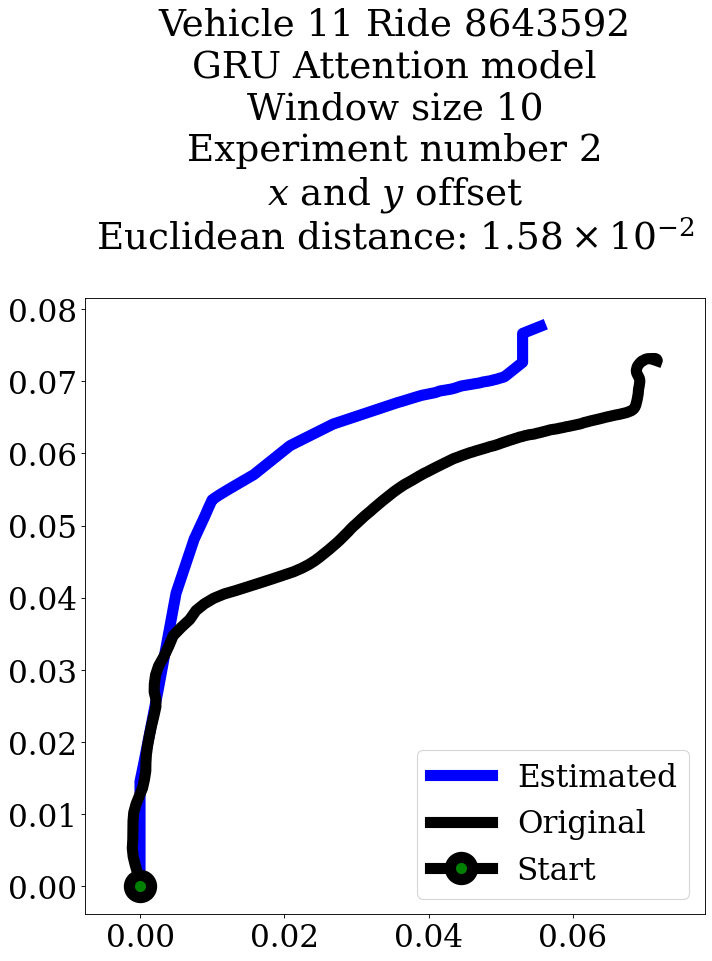 Vehicle 11 Ride 8643592
GRU Attention model
Window size 10
Experiment number 2
x and y offset
Euclidean distance: 1.58 × 10⁻²
0.08
0.07
0.06
0.05
0.04
0.03
0.02
0.01
0.00
Estimated
Original
Start
0.00 0.02 0.04 0.06